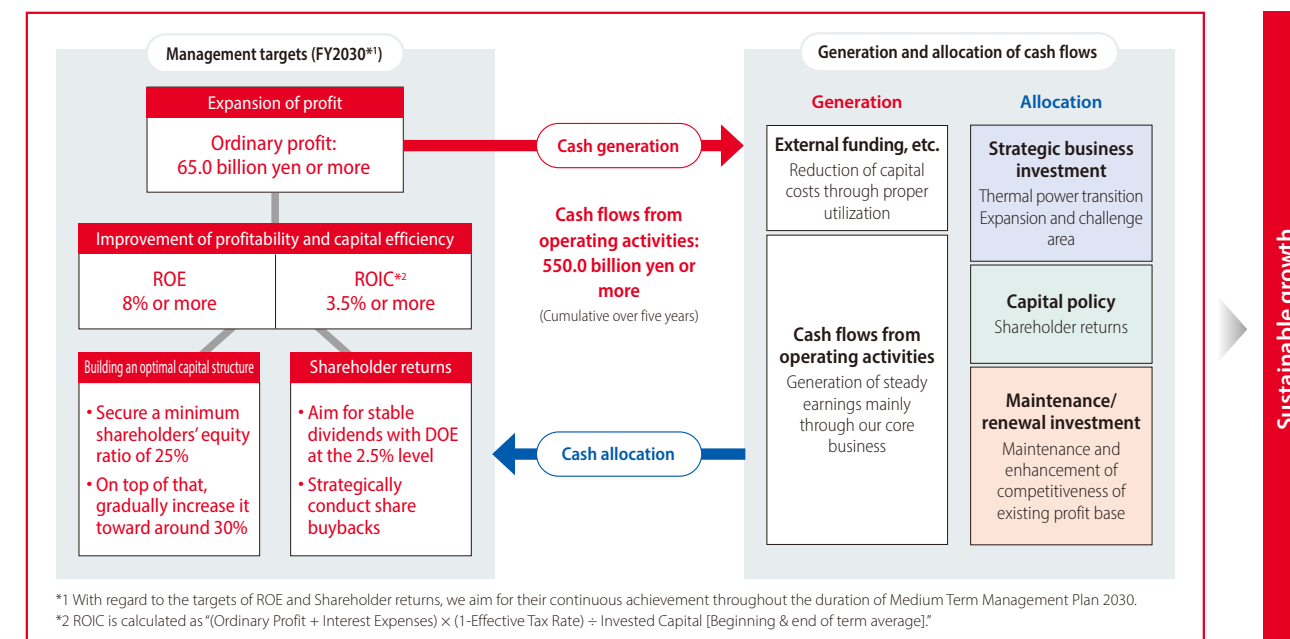 Management targets (FY2030*1)
Expansion of profit
Ordinary profit:
65.0 billion yen or more
Improvement of profitability and capital efficiency
ROE
8% or more
ROIC*2
3.5% or more
Building an optimal capital structure
• Secure a minimum
shareholders' equity
ratio of 25%
• On top of that,
gradually increase it
toward around 30%
Shareholder returns
• Aim for stable
dividends with DOE
at the 2.5% level
• Strategically
conduct share
buybacks
Cash generation
Cash flows from
operating activities:
550.0 billion yen or
more
(Cumulative over five years)
Cash allocation
Generation and allocation of cash flows
Generation
External funding, etc.
Reduction of capital
costs through proper
utilization
Cash flows from
operating activities
Generation of steady
earnings mainly
through our core
business
Allocation
Strategic business
investment
Thermal power transition
Expansion and challenge
area
Capital policy
Shareholder returns
Maintenance/
renewal investment
Maintenance and
enhancement of
competitiveness of
existing profit base
Sustainable growth
*1 With regard to the targets of ROE and Shareholder returns, we aim for their continuous achievement throughout the duration of Medium Term Management Plan 2030.
*2 ROIC is calculated as "(Ordinary Profit + Interest Expenses) × (1-Effective Tax Rate) ÷ Invested Capital [Beginning & end of term average]."